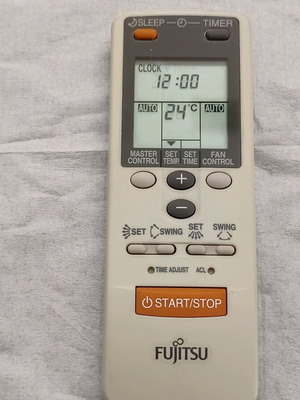 SLEEP TIMER
CLOCK
12:00
AUTO 24°C AUTO
MASTER CONTROL SET TEMP. SET TIME FAN CONTROL
+
−
SET SWING SET SWING
TIME ADJUST ACL
START/STOP
FUJITSU